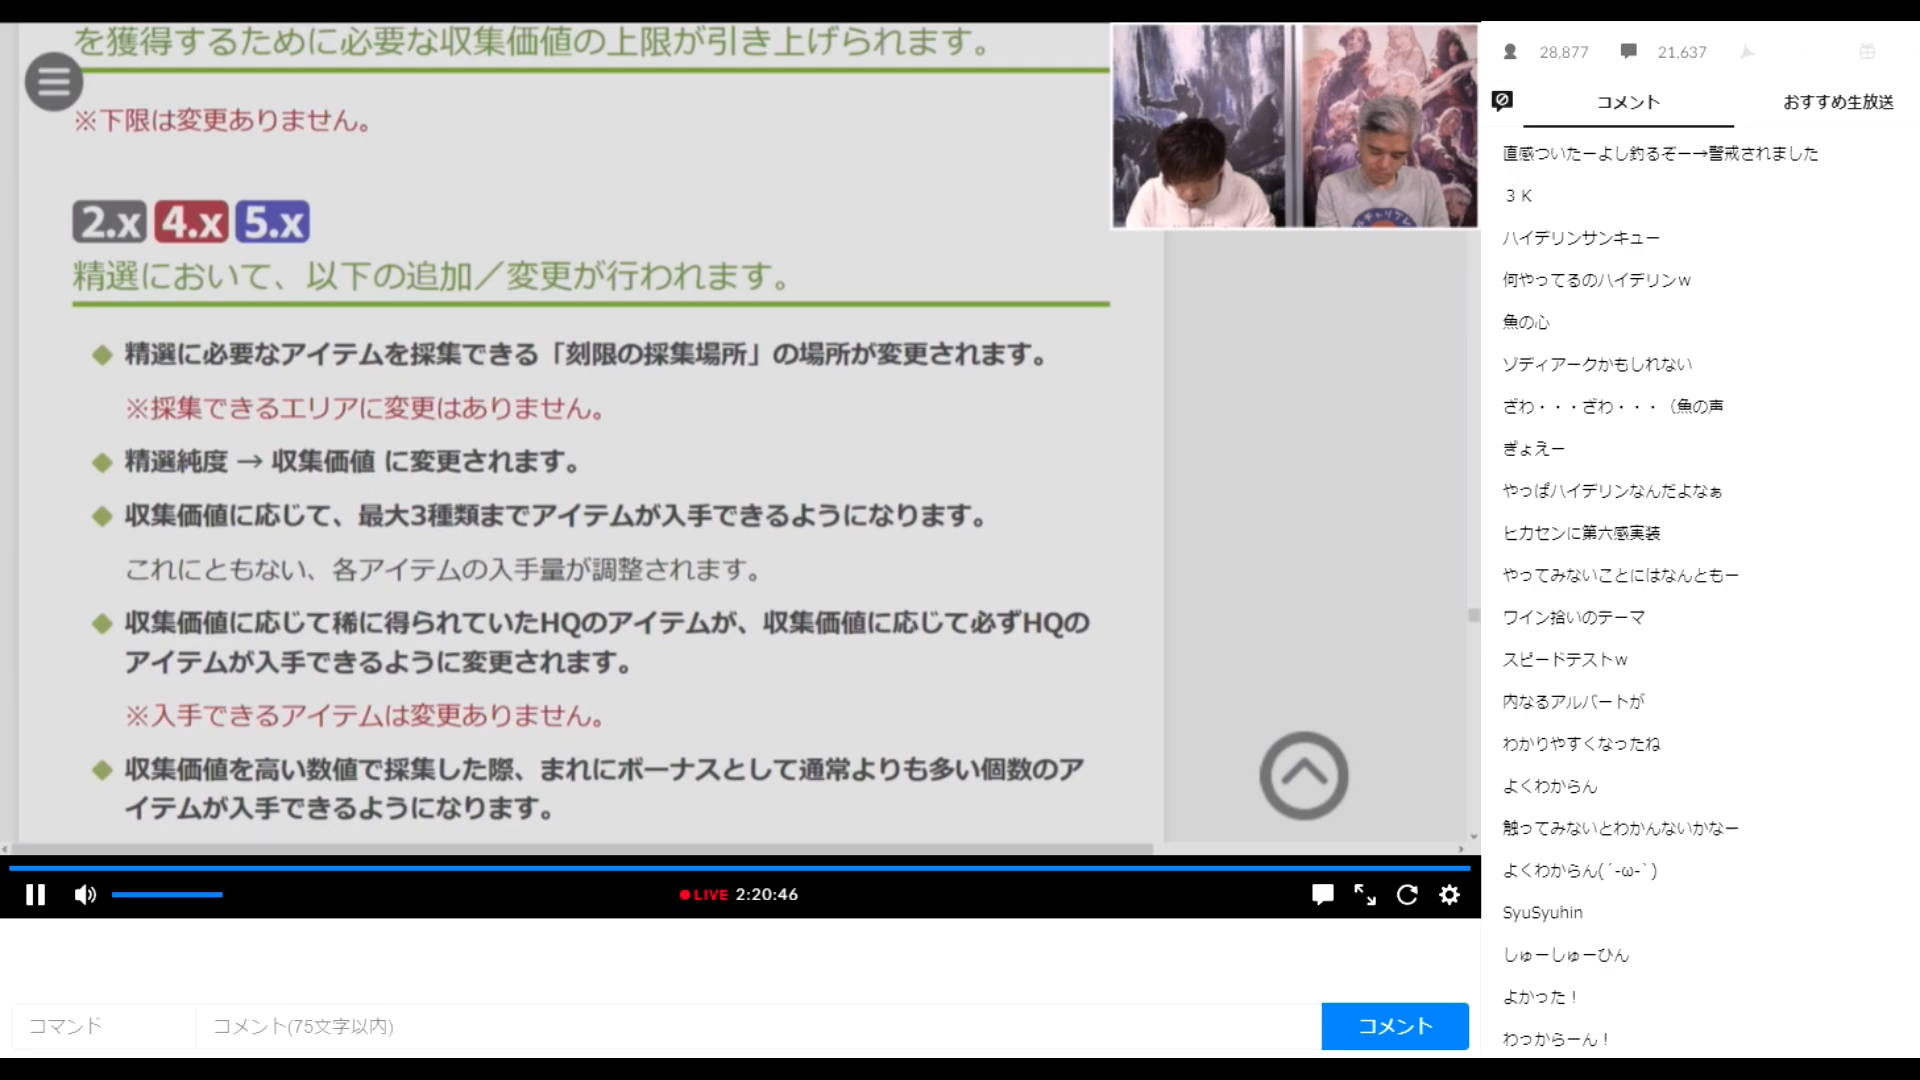 を獲得するために必要な収集価値の上限が引き上げられます。
※下限は変更ありません。
2.x 4.x 5.x
精選において、以下の追加／変更が行われます。
精選に必要なアイテムを採集できる「刻限の採集場所」の場所が変更されます。
※採集できるエリアに変更はありません。
精選純度 → 収集価値 に変更されます。
収集価値に応じて、最大3種類までアイテムが入手できるようになります。
これにともない、各アイテムの入手量が調整されます。
収集価値に応じて稀に得られていたHQのアイテムが、収集価値に応じて必ずHQの
アイテムが入手できるように変更されます。
※入手できるアイテムは変更ありません。
収集価値を高い数値で採集した際、まれにボーナスとして通常よりも多い個数のア
イテムが入手できるようになります。
LIVE 2:20:46
コマンド
コメント(75文字以内)
コメント
28,877
21,637
コメント
おすすめ生放送
直感ついたーよし釣るぞー→警戒されました
３Ｋ
ハイデリンサンキュー
何やってるのハイデリンｗ
魚の心
ゾディアークかもしれない
ざわ・・・ざわ・・・（魚の声
ぎょえー
やっぱハイデリンなんだよなぁ
ヒカセンに第六感実装
やってみないことにはなんともー
ワイン拾いのテーマ
スピードテストｗ
内なるアルバートが
わかりやすくなったね
よくわからん
触ってみないとわかんないかなー
よくわからん(´-ω-`)
SyuSyuhin
しゅーしゅーひん
よかった！
わっからーん！